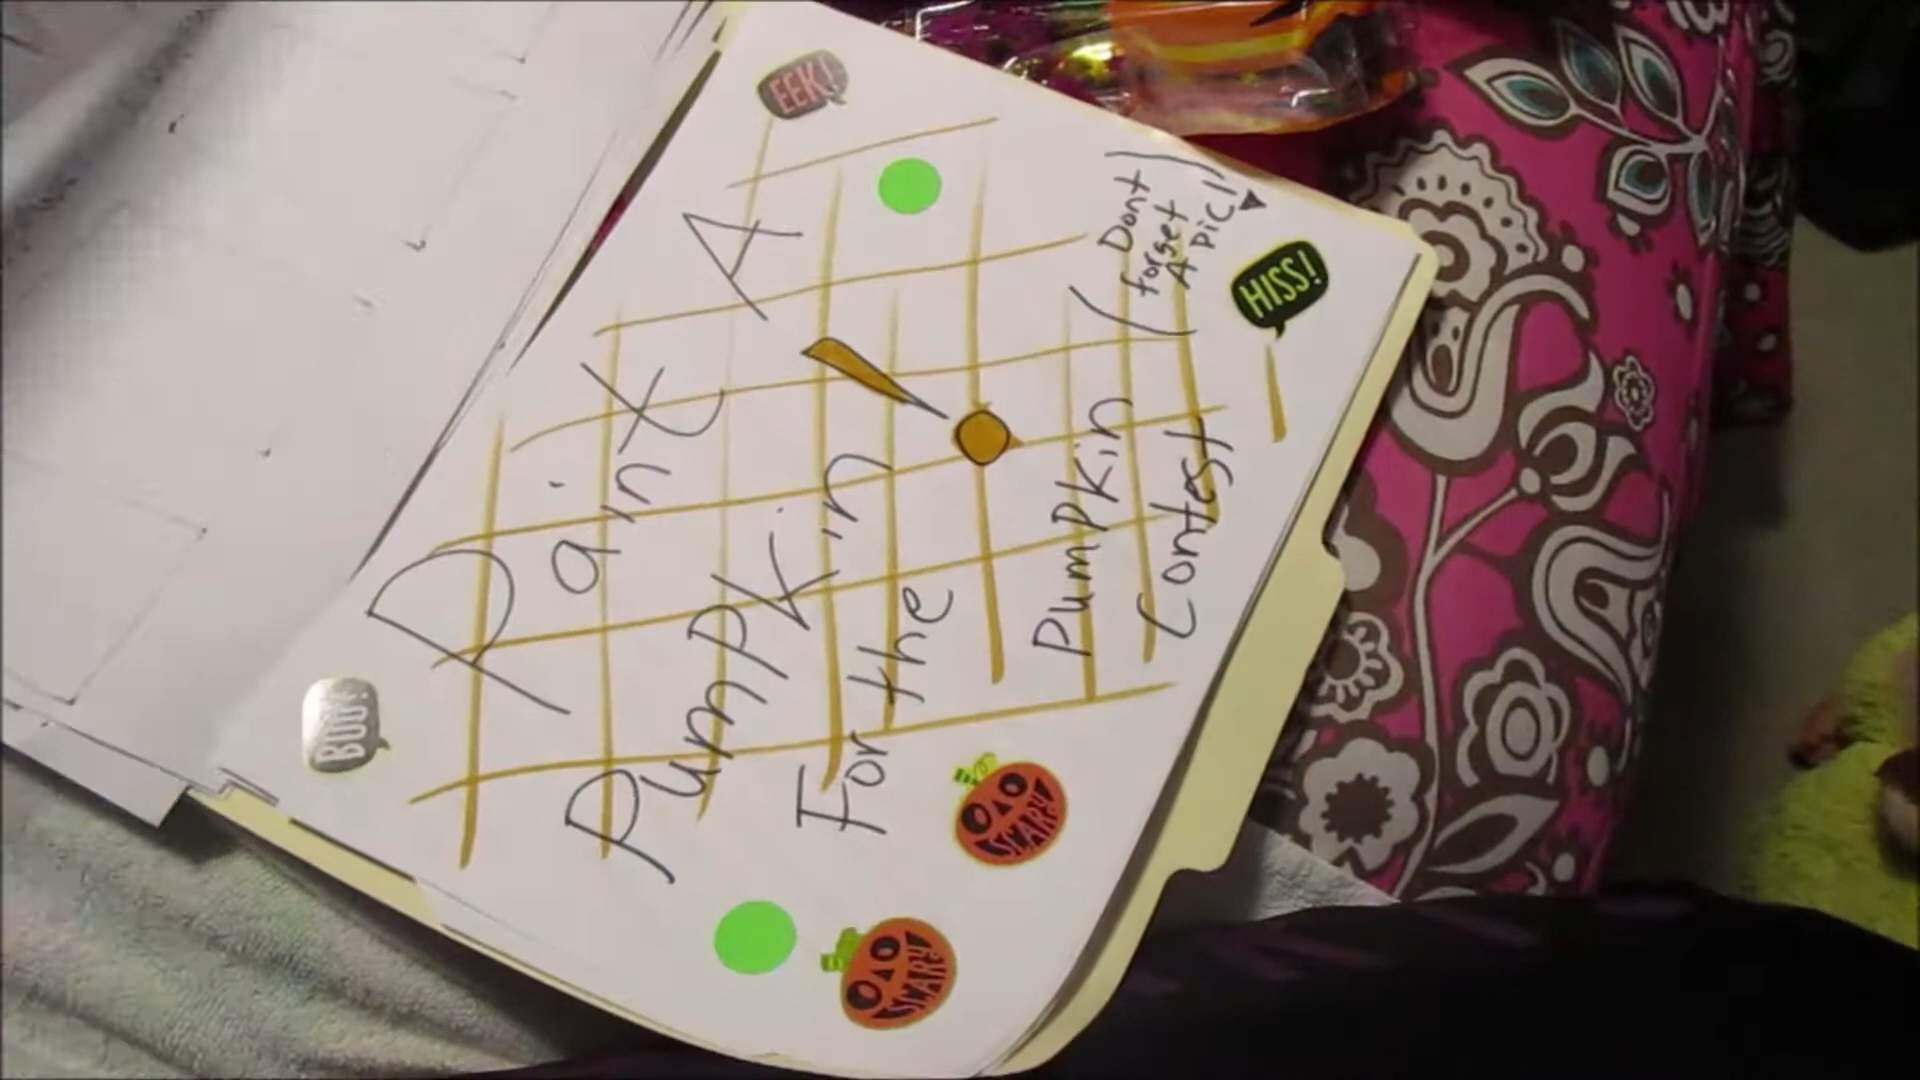 EEK!
Paint A
Pumpkin
For the
Pumpkin
Contest
(Dont
forget
A
pic!)
HISS!
BOO!
SCARY
SCARY